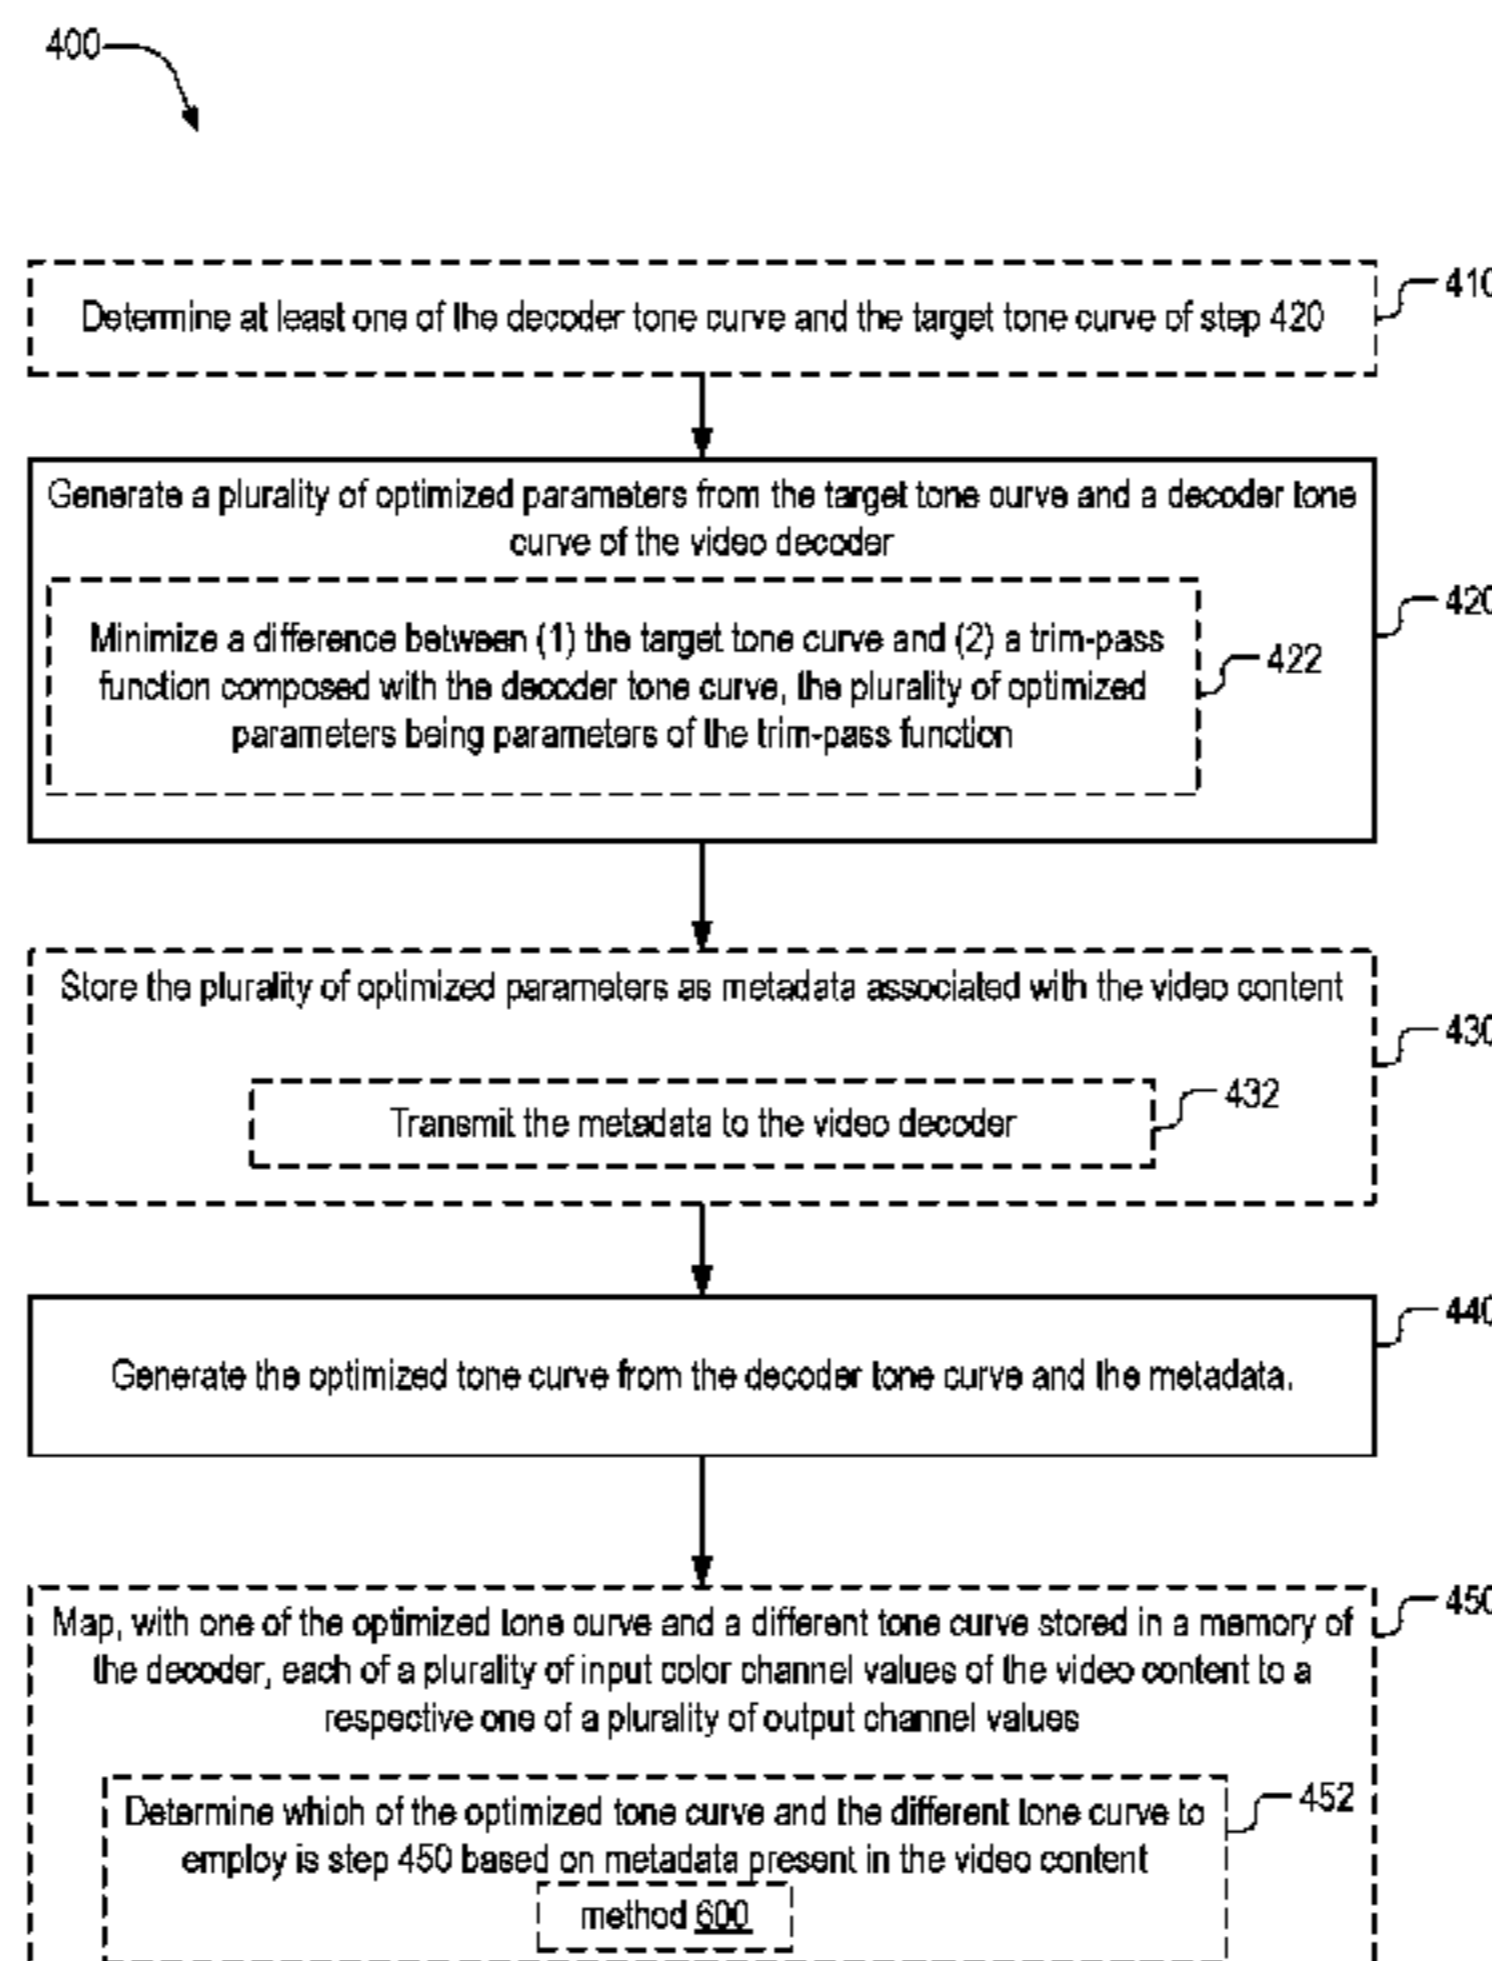 400
Determine at least one of the decoder tone curve and the target tone curve of step 420
410
Generate a plurality of optimized parameters from the target tone curve and a decoder tone
curve of the video decoder
420
Minimize a difference between (1) the target tone curve and (2) a trim-pass
function composed with the decoder tone curve, the plurality of optimized
parameters being parameters of the trim-pass function
422
Store the plurality of optimized parameters as metadata associated with the video content
430
Transmit the metadata to the video decoder
432
Generate the optimized tone curve from the decoder tone curve and the metadata.
440
Map, with one of the optimized tone curve and a different tone curve stored in a memory of
the decoder, each of a plurality of input color channel values of the video content to a
respective one of a plurality of output channel values
450
Determine which of the optimized tone curve and the different tone curve to
employ is step 450 based on metadata present in the video content
452
method 600